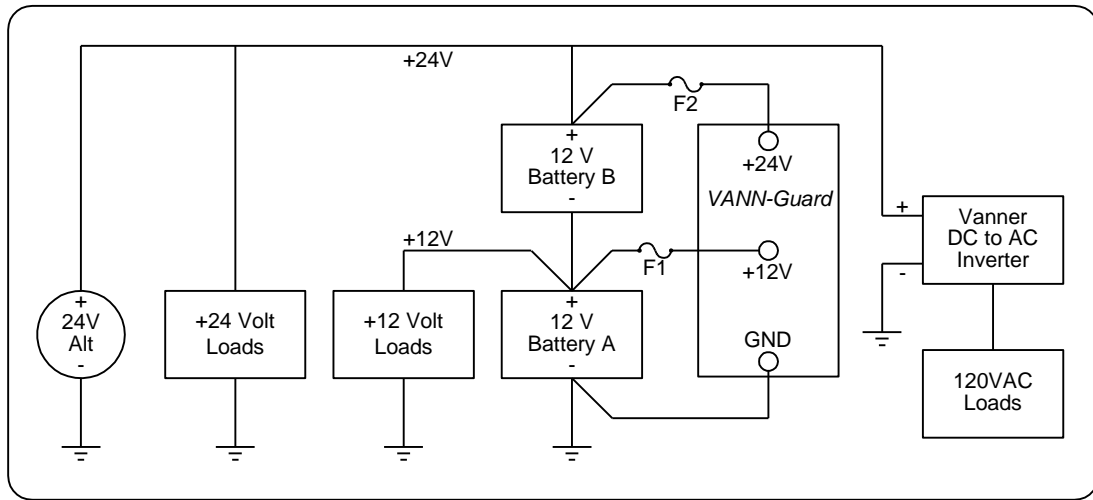 +24V
F2
+
12 V
Battery B
-
+24V
VANN-Guard
+12V
F1
+12V
GND
+
24V
Alt
-
+24 Volt
Loads
+12 Volt
Loads
+
12 V
Battery A
-
+
-
Vanner
DC to AC
Inverter
120VAC
Loads